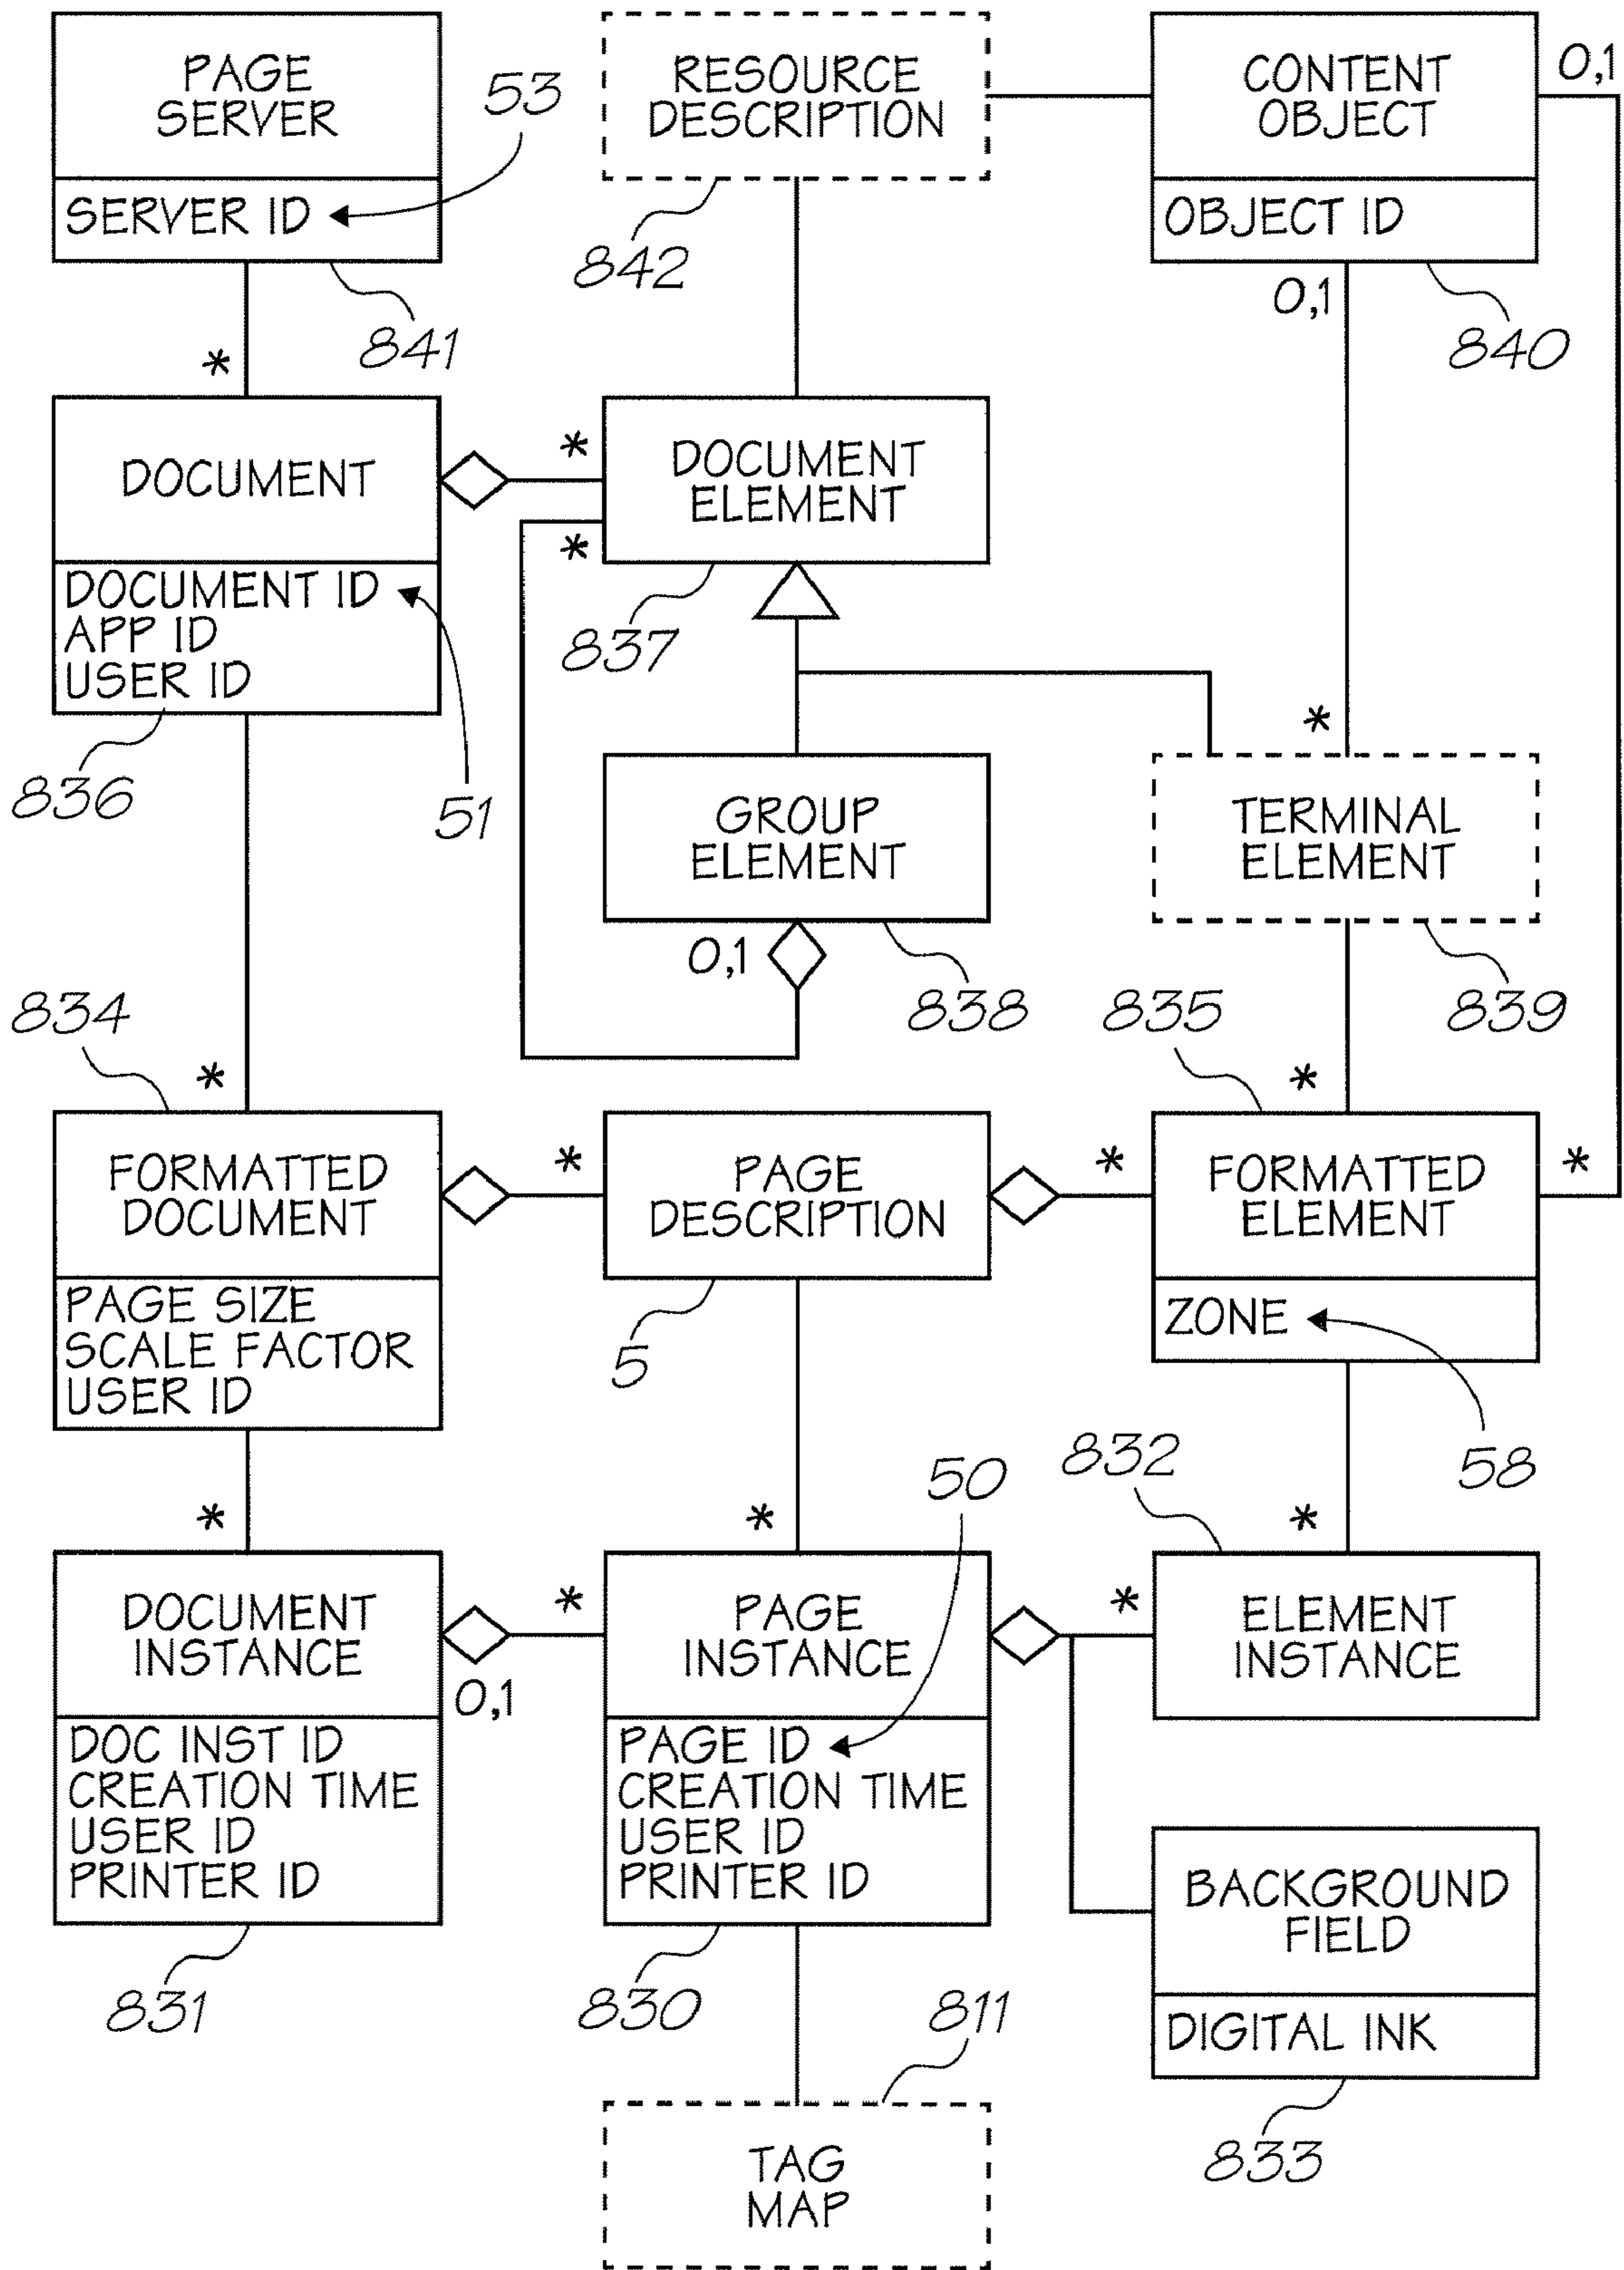 PAGE
SERVER
SERVER ID
53
841
RESOURCE
DESCRIPTION
842
CONTENT
OBJECT
OBJECT ID
0,1
0,1
840
*
DOCUMENT
DOCUMENT ID
APP ID
USER ID
836
51
*
*
DOCUMENT
ELEMENT
837
GROUP
ELEMENT
0,1
838
*
TERMINAL
ELEMENT
839
834
*
FORMATTED
DOCUMENT
PAGE SIZE
SCALE FACTOR
USER ID
*
PAGE
DESCRIPTION
5
835
*
*
FORMATTED
ELEMENT
*
ZONE
58
*
DOCUMENT
INSTANCE
DOC INST ID
CREATION TIME
USER ID
PRINTER ID
831
0,1
*
*
50
PAGE
INSTANCE
PAGE ID
CREATION TIME
USER ID
PRINTER ID
830
832
*
*
ELEMENT
INSTANCE
BACKGROUND
FIELD
DIGITAL INK
833
811
TAG
MAP